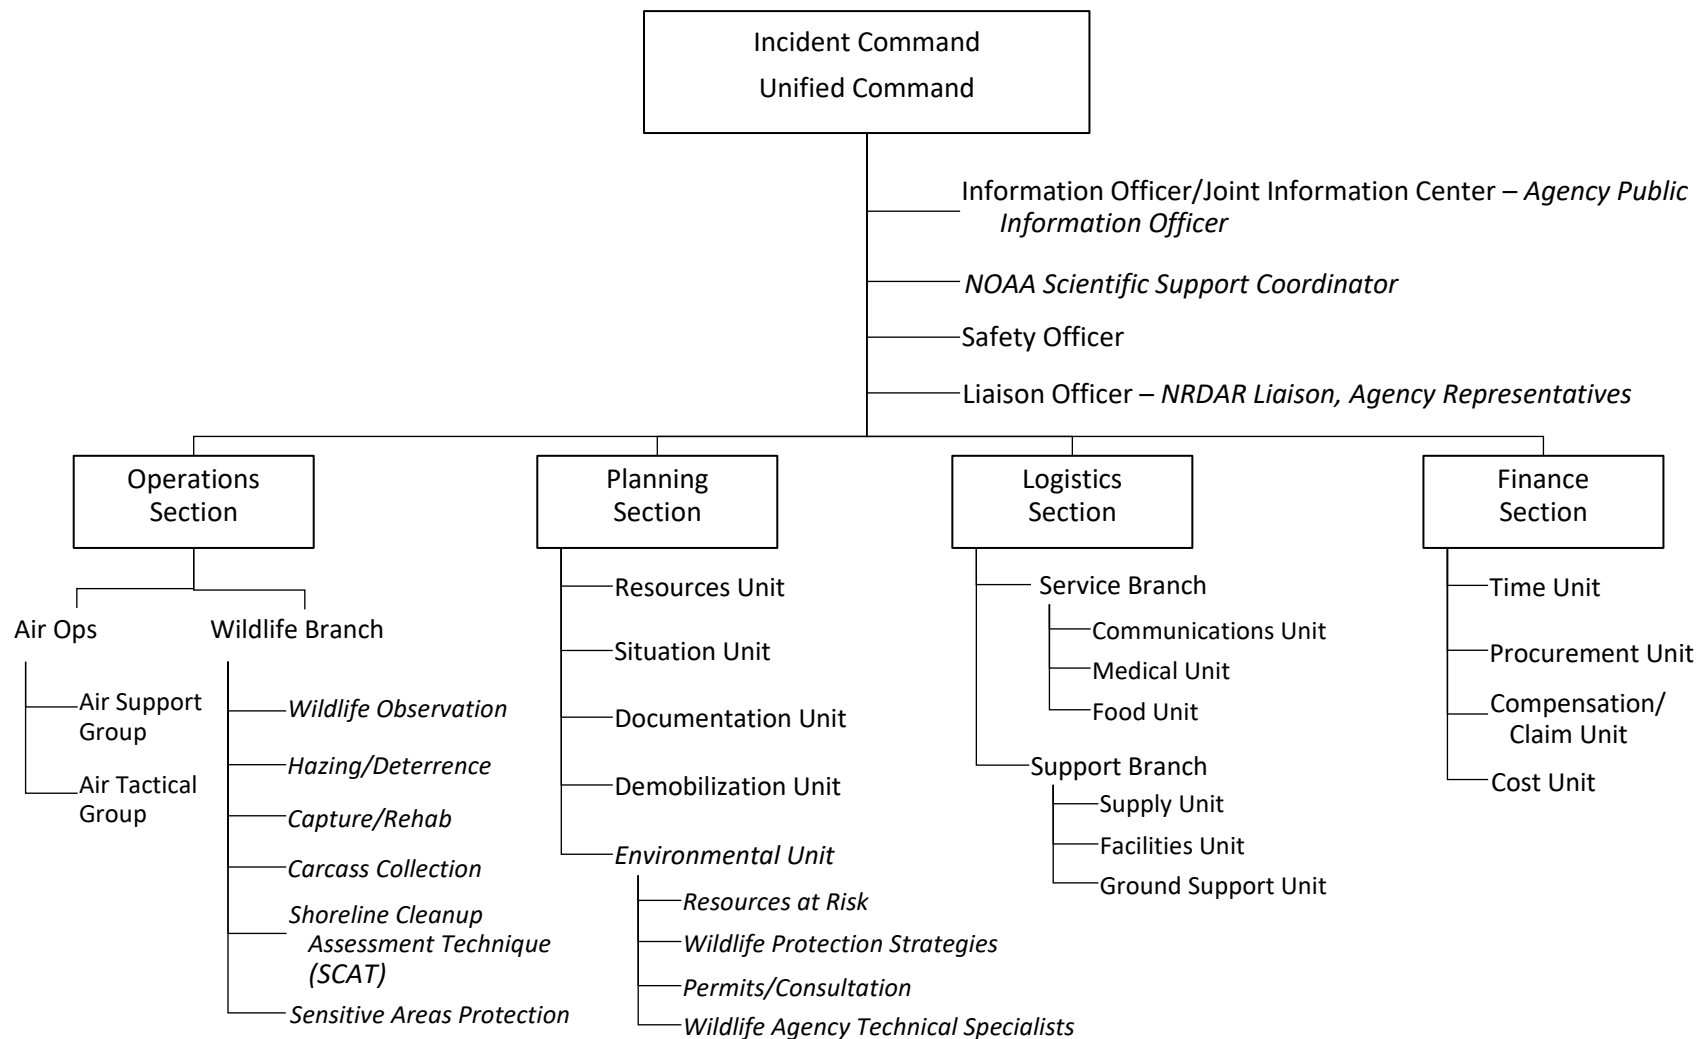 Incident Command
Unified Command
Information Officer/Joint Information Center – Agency Public
Information Officer
NOAA Scientific Support Coordinator
Safety Officer
Liaison Officer – NRDAR Liaison, Agency Representatives
Operations
Section
Planning
Section
Logistics
Section
Finance
Section
Air Ops
Air Support
Group
Air Tactical
Group
Wildlife Branch
Wildlife Observation
Hazing/Deterrence
Capture/Rehab
Carcass Collection
Shoreline Cleanup
Assessment Technique
(SCAT)
Sensitive Areas Protection
Resources Unit
Situation Unit
Documentation Unit
Demobilization Unit
Environmental Unit
Resources at Risk
Wildlife Protection Strategies
Permits/Consultation
Wildlife Agency Technical Specialists
Service Branch
Communications Unit
Medical Unit
Food Unit
Support Branch
Supply Unit
Facilities Unit
Ground Support Unit
Time Unit
Procurement Unit
Compensation/
Claim Unit
Cost Unit